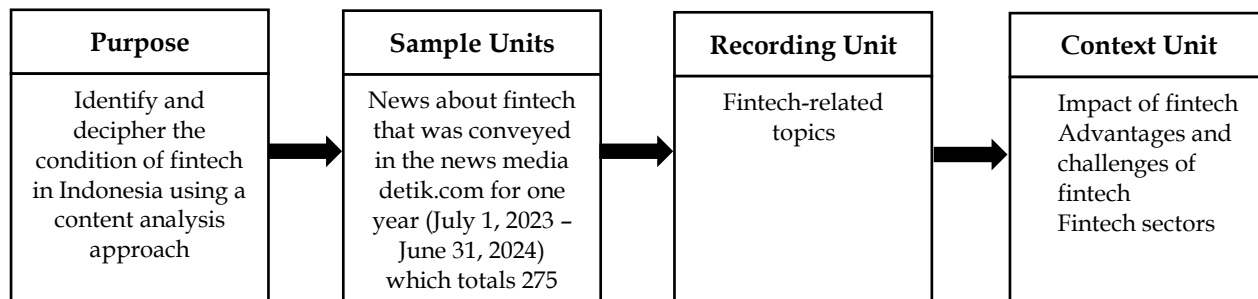 Purpose
Identify and
decipher the
condition of fintech
in Indonesia using a
content analysis
approach
Sample Units
News about fintech
that was conveyed
in the news media
detik.com for one
year (July 1, 2023 –
June 31, 2024)
which totals 275
Recording Unit
Fintech-related
topics
Context Unit
Impact of fintech
Advantages and
challenges of
fintech
Fintech sectors